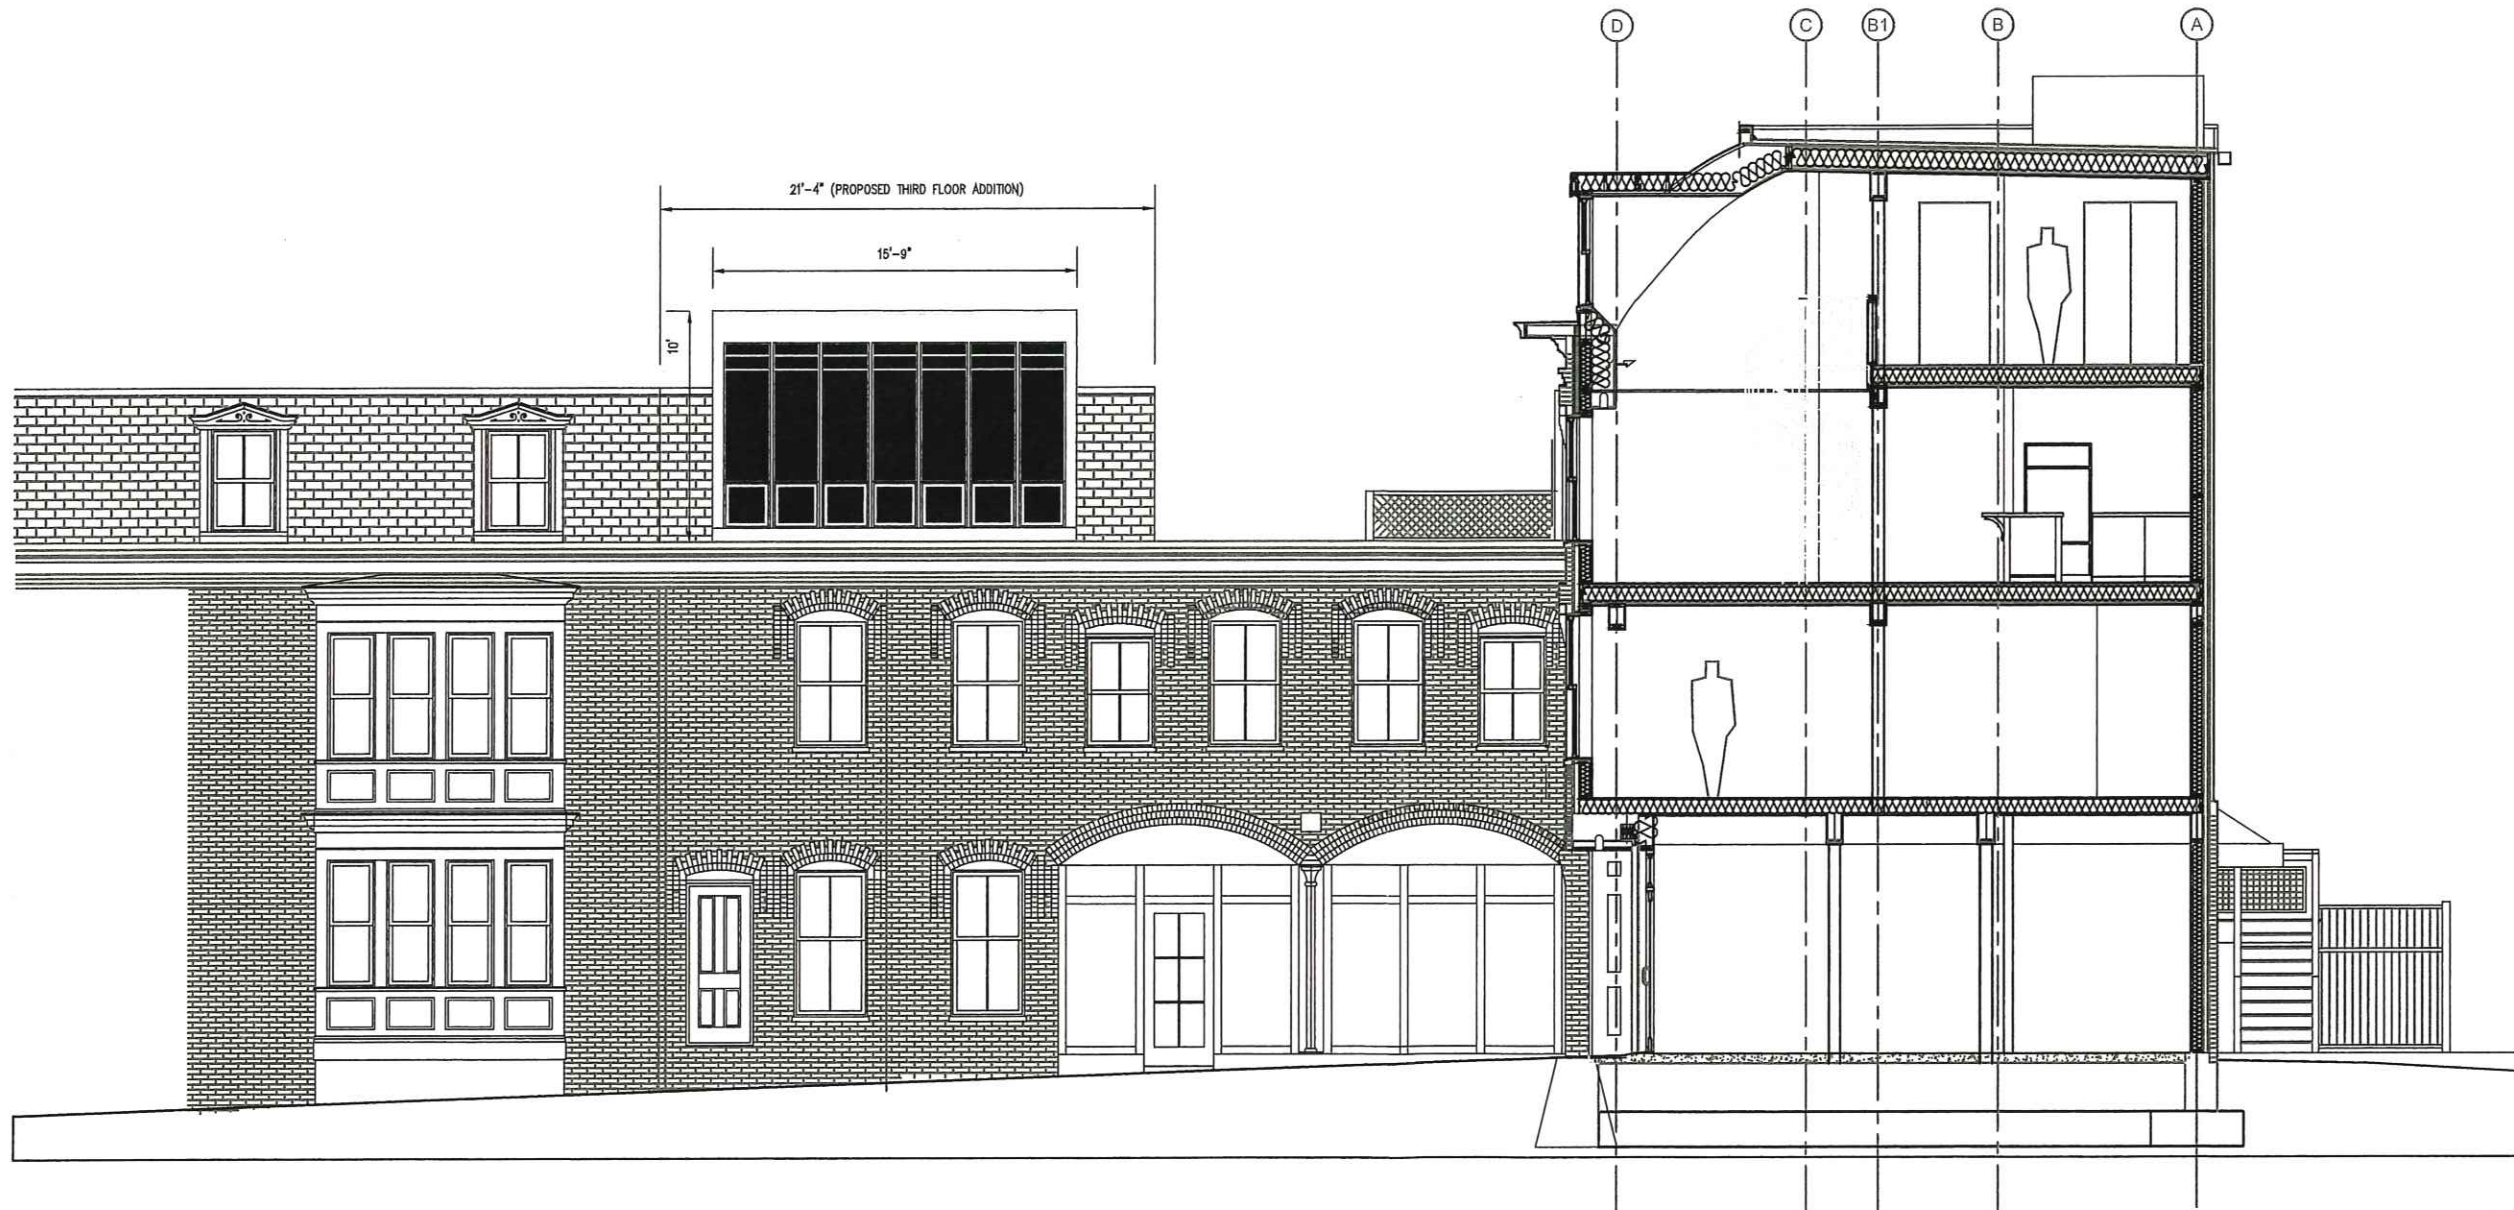 D C B1 B A
21'-4" (PROPOSED THIRD FLOOR ADDITION)
15'-9"
10'